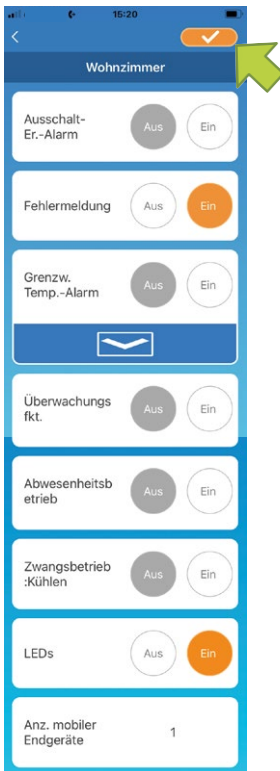 15:20
Wohnzimmer
Ausschalt-
Er.-Alarm
Aus
Ein
Fehlermeldung
Aus
Ein
Grenzw.
Temp.-Alarm
Aus
Ein
Überwachungs
fkt.
Aus
Ein
Abwesenheitsb
etrieb
Aus
Ein
Zwangsbetrieb
:Kühlen
Aus
Ein
LEDs
Aus
Ein
Anz. mobiler
Endgeräte
1